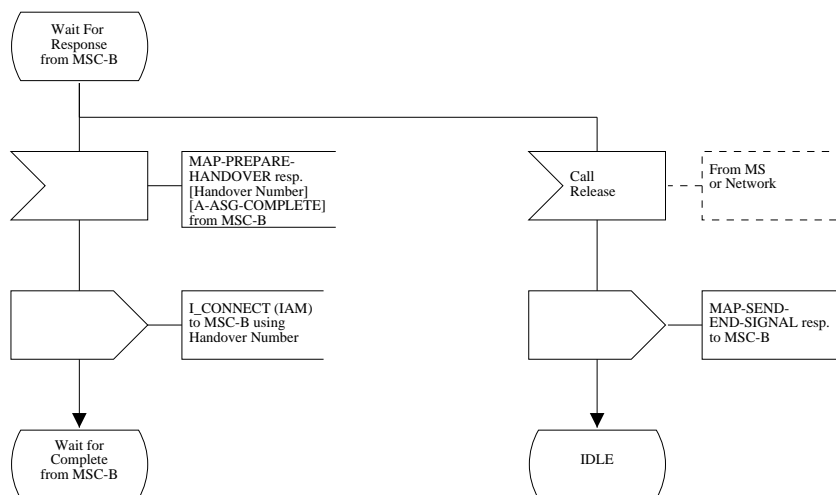 Wait For
Response
from MSC-B
MAP-PREPARE-
HANDOVER resp.
[Handover Number]
[A-ASG-COMPLETE]
from MSC-B
Call
Release
From MS
or Network
I_CONNECT (IAM)
to MSC-B using
Handover Number
MAP-SEND-
END-SIGNAL resp.
to MSC-B
Wait for
Complete
from MSC-B
IDLE